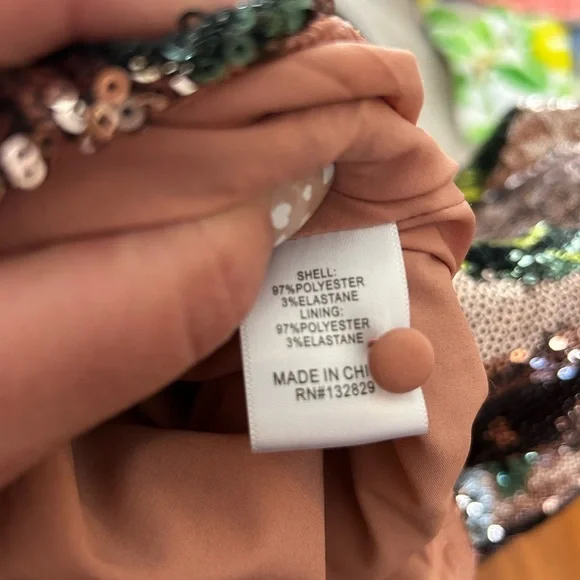 SHELL:
97%POLYESTER
3%ELASTANE
LINING:
97%POLYESTER
3%ELASTANE
MADE IN CHI
RN#132829